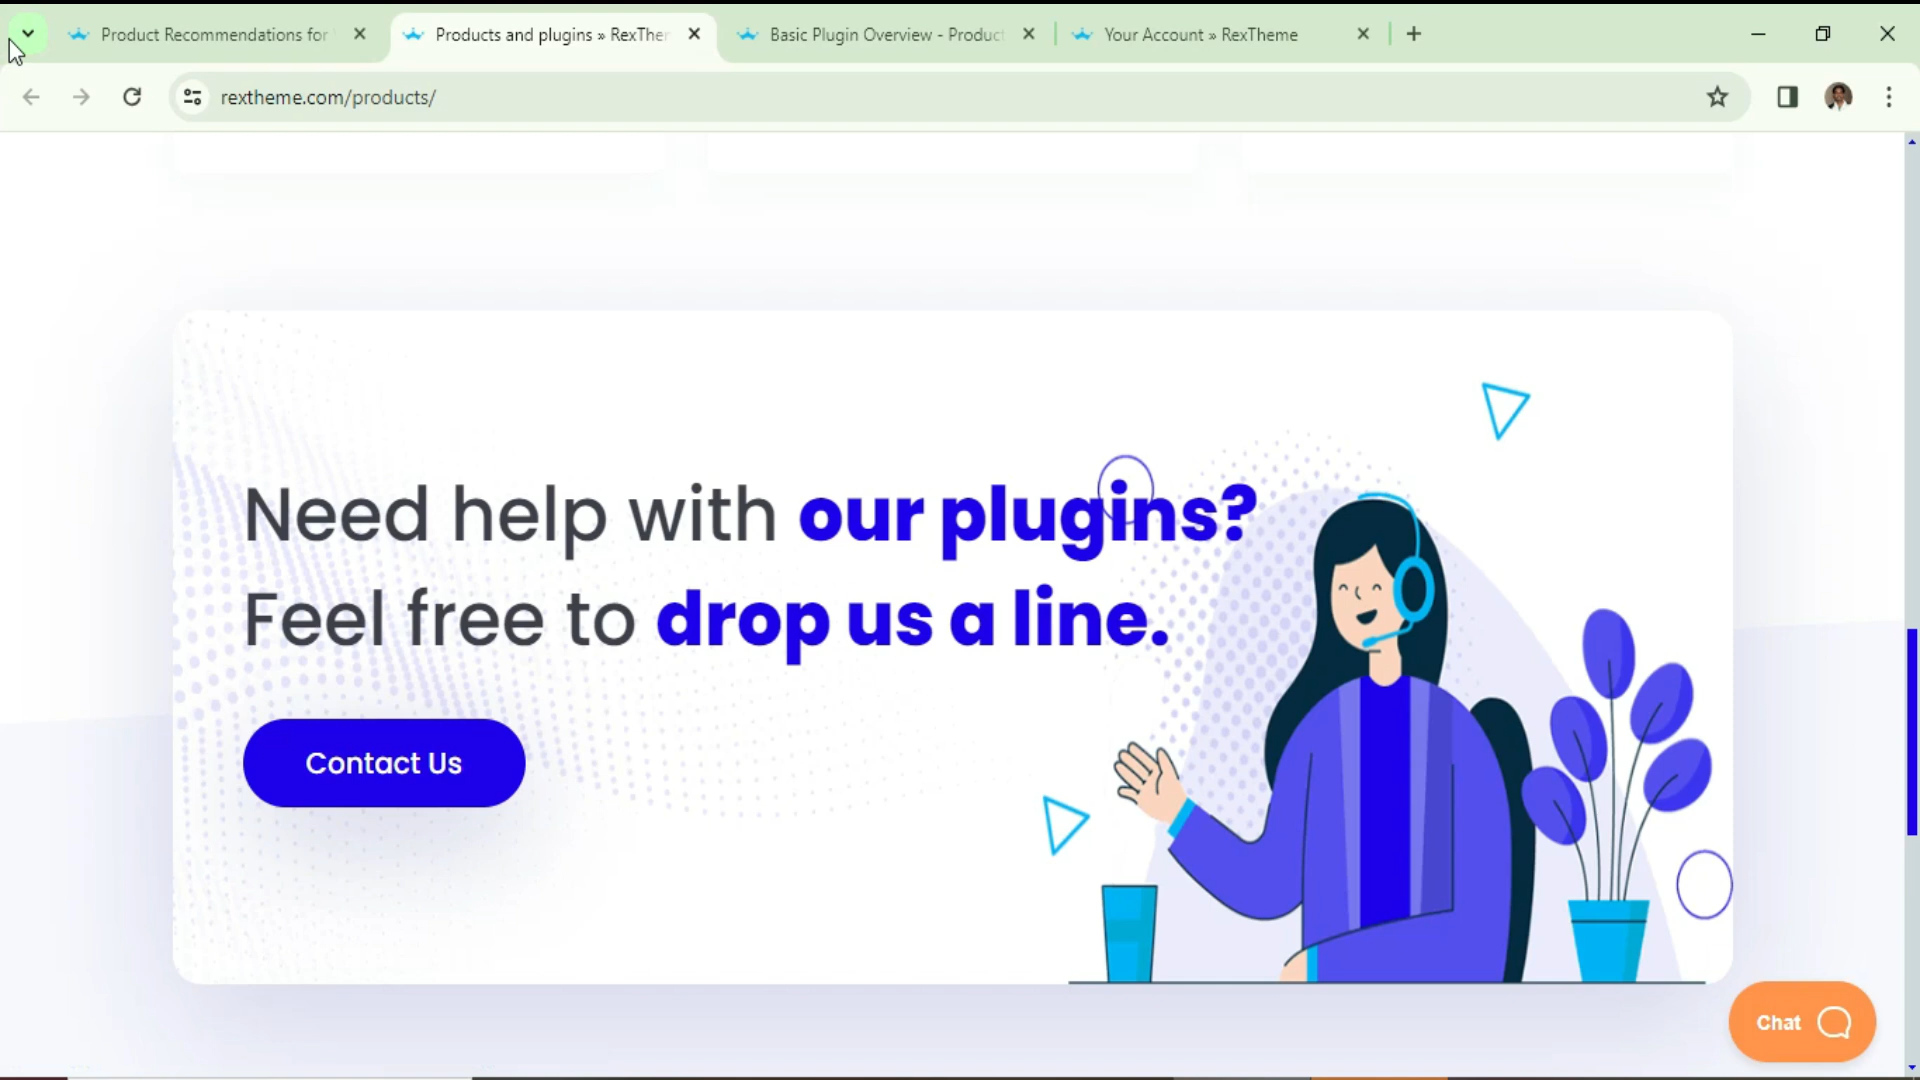 Product Recommendations for
Products and plugins » RexTher
Basic Plugin Overview - Product
Your Account » RexTheme
rextheme.com/products/
Need help with our plugins?
Feel free to drop us a line.
Contact Us
Chat